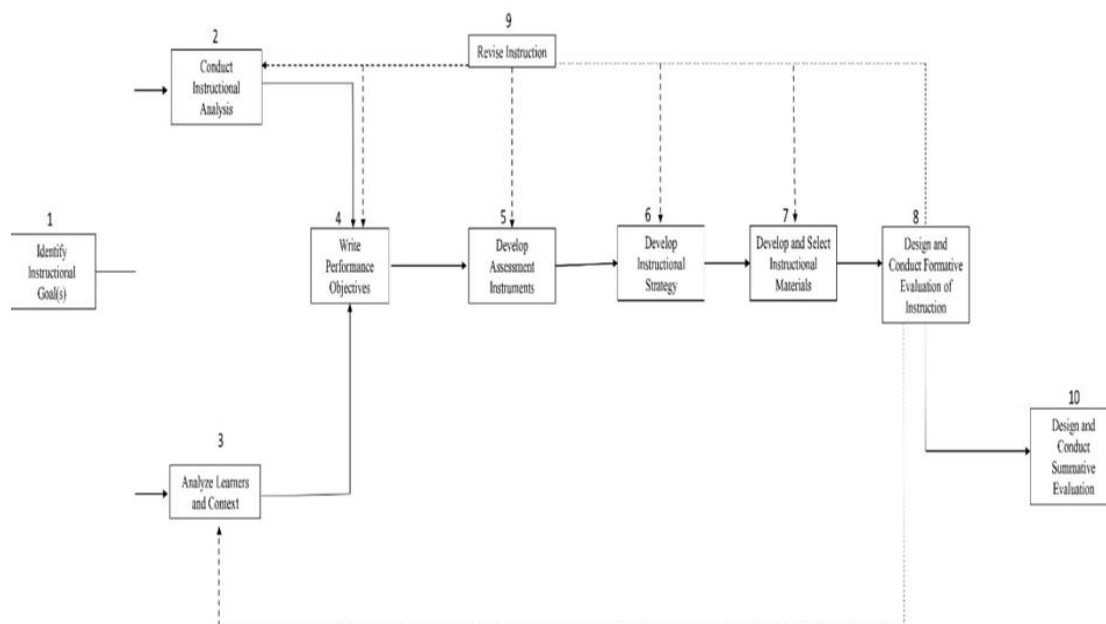 1
Identify
Instructional
Goal(s)
2
Conduct
Instructional
Analysis
3
Analyze Learners
and Context
4
Write
Performance
Objectives
5
Develop
Assessment
Instruments
6
Develop
Instructional
Strategy
7
Develop and Select
Instructional
Materials
8
Design and
Conduct Formative
Evaluation of
Instruction
9
Revise Instruction
10
Design and
Conduct
Summative
Evaluation